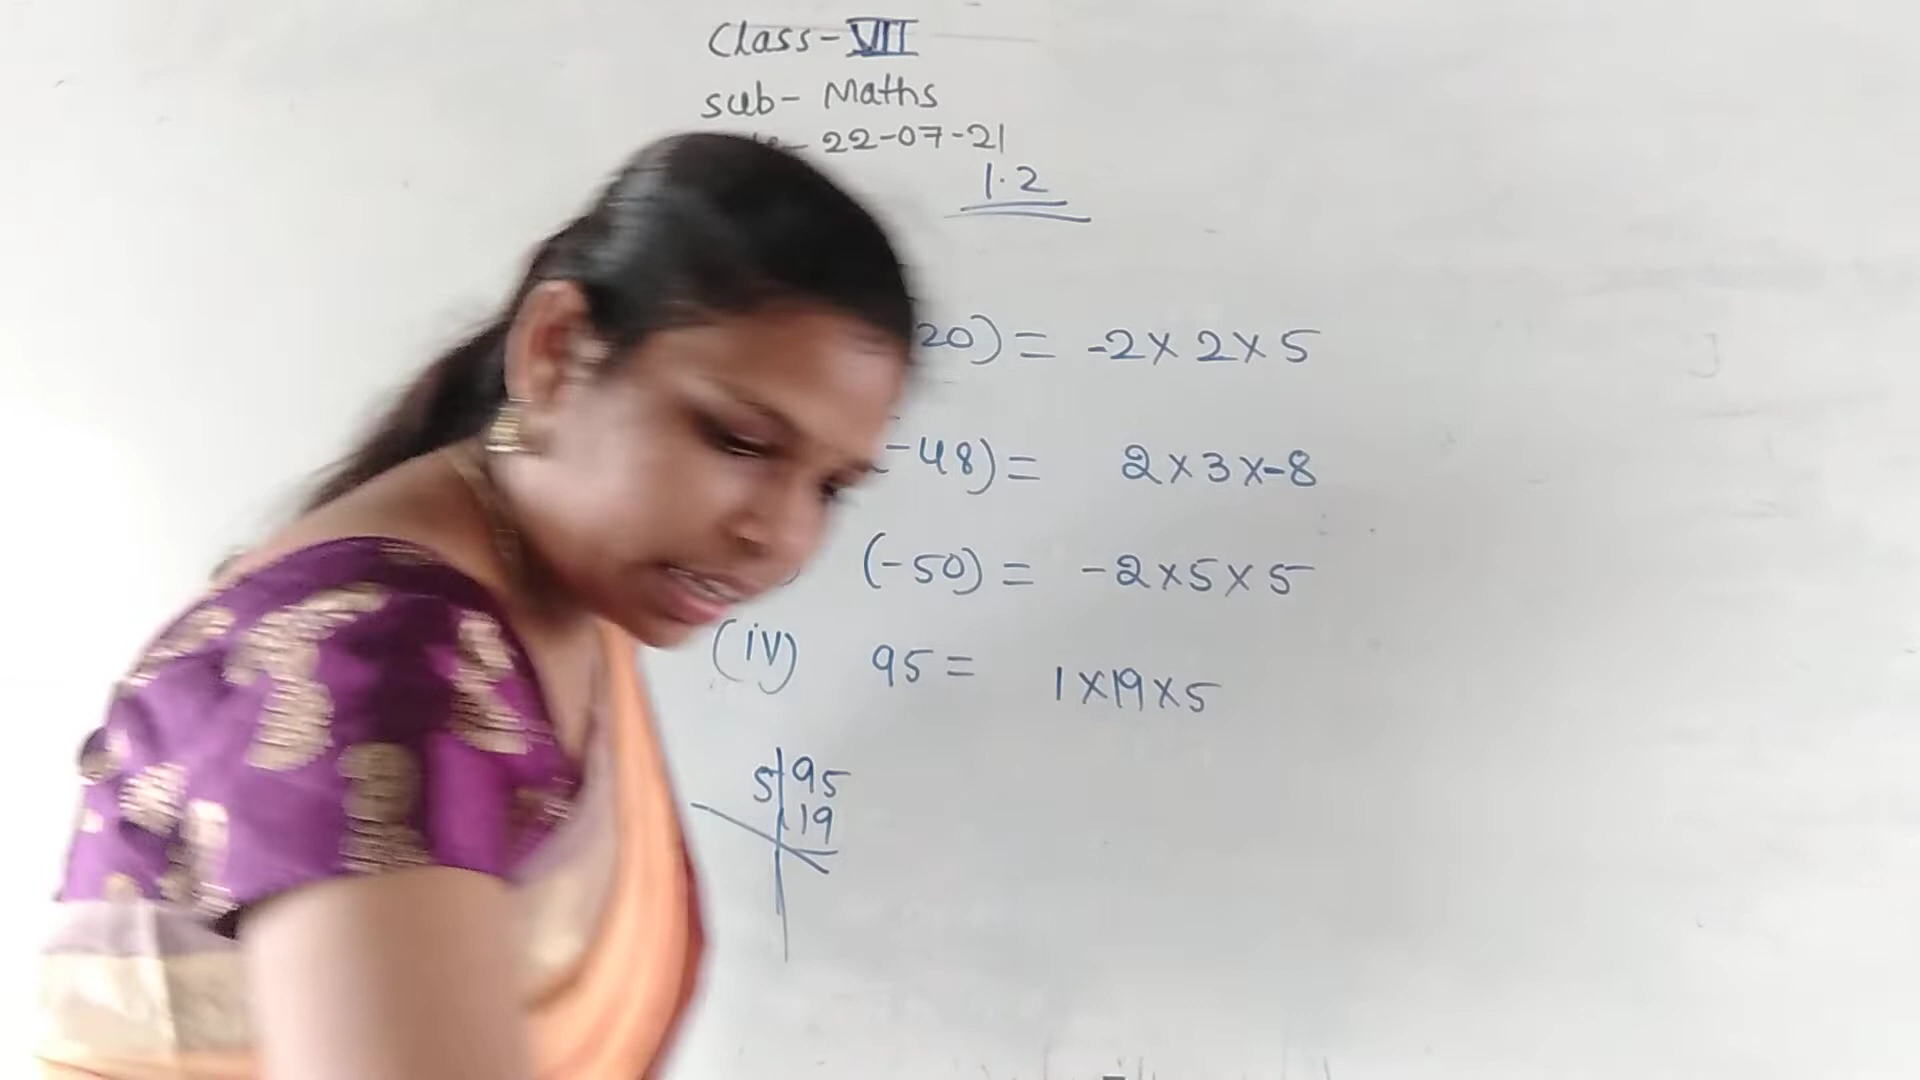 Class-VII
sub- Maths
22-07-21
1.2
20) = -2 x 2 x 5
-48) = 2 x 3 x -8
(-50) = -2 x 5 x 5
(iv) 95 = 1 x 19 x 5
5 | 95
19